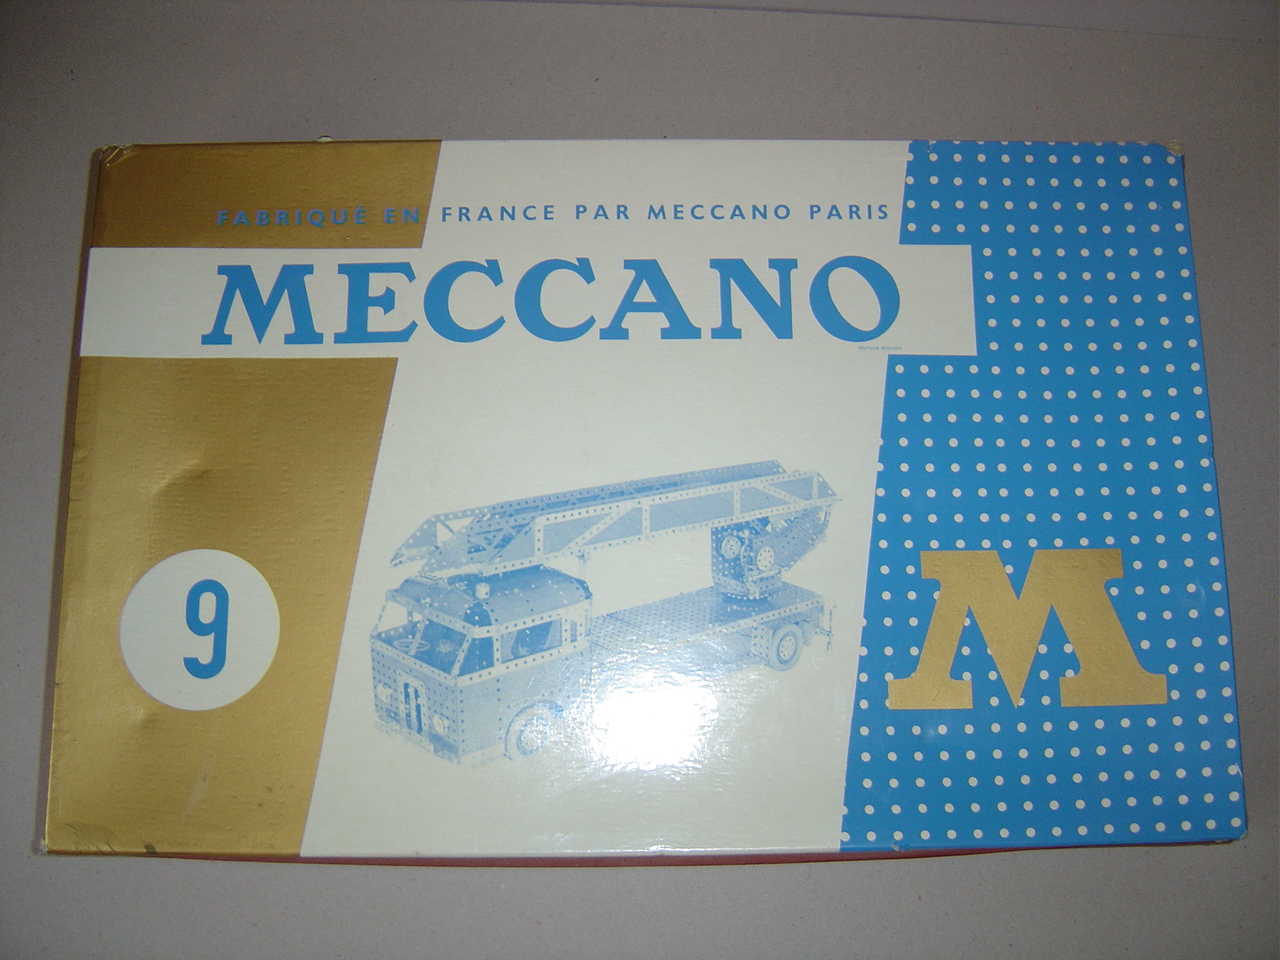 FABRIQUÉ EN FRANCE PAR MECCANO PARIS
MECCANO
9
M